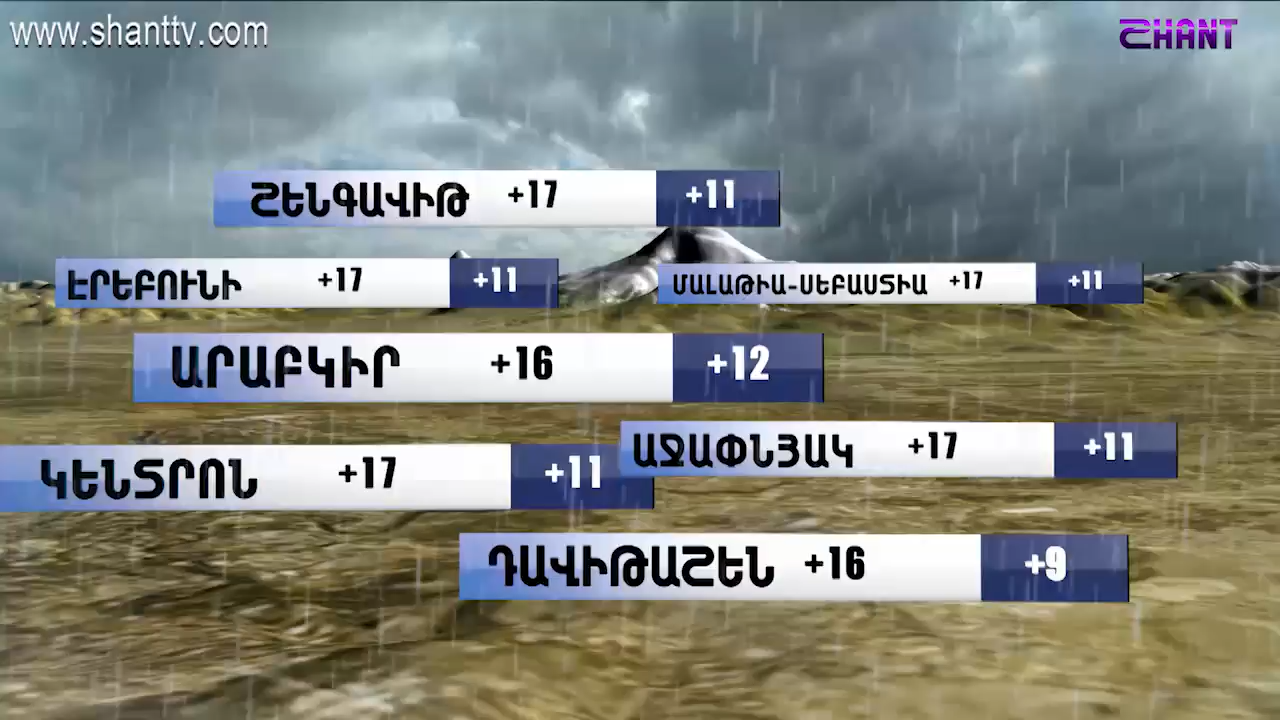 www.shanttv.com
SHANT
ՇԵՆԳԱՎԻԹ +17 +11
ԷՐԵԲՈՒՆԻ +17 +11
ՄԱԼԱԹԻԱ-ՍԵԲԱՍՏԻԱ +17 +11
ԱՐԱԲԿԻՐ +16 +12
ԱՋԱՓՆՅԱԿ +17 +11
ԿԵՆՏՐՈՆ +17 +11
ԴԱՎԻԹԱՇԵՆ +16 +9